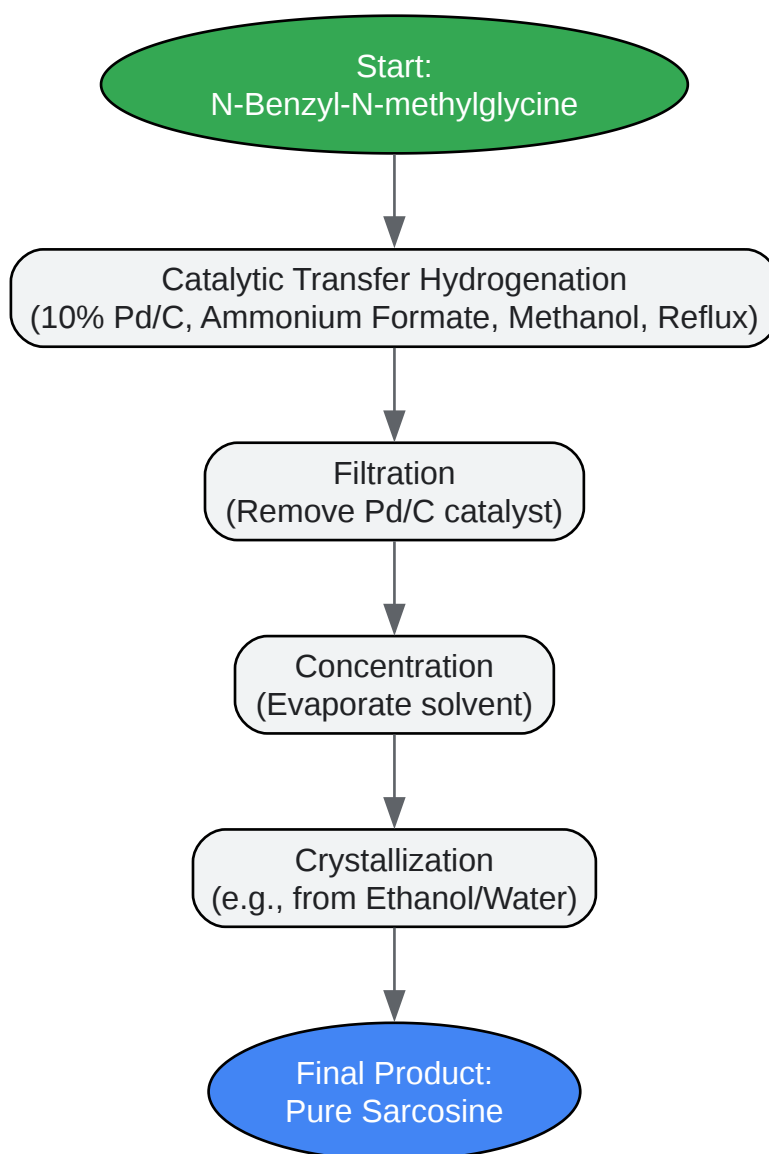 Start:
N-Benzyl-N-methylglycine
Catalytic Transfer Hydrogenation
(10% Pd/C, Ammonium Formate, Methanol, Reflux)
Filtration
(Remove Pd/C catalyst)
Concentration
(Evaporate solvent)
Crystallization
(e.g., from Ethanol/Water)
Final Product:
Pure Sarcosine